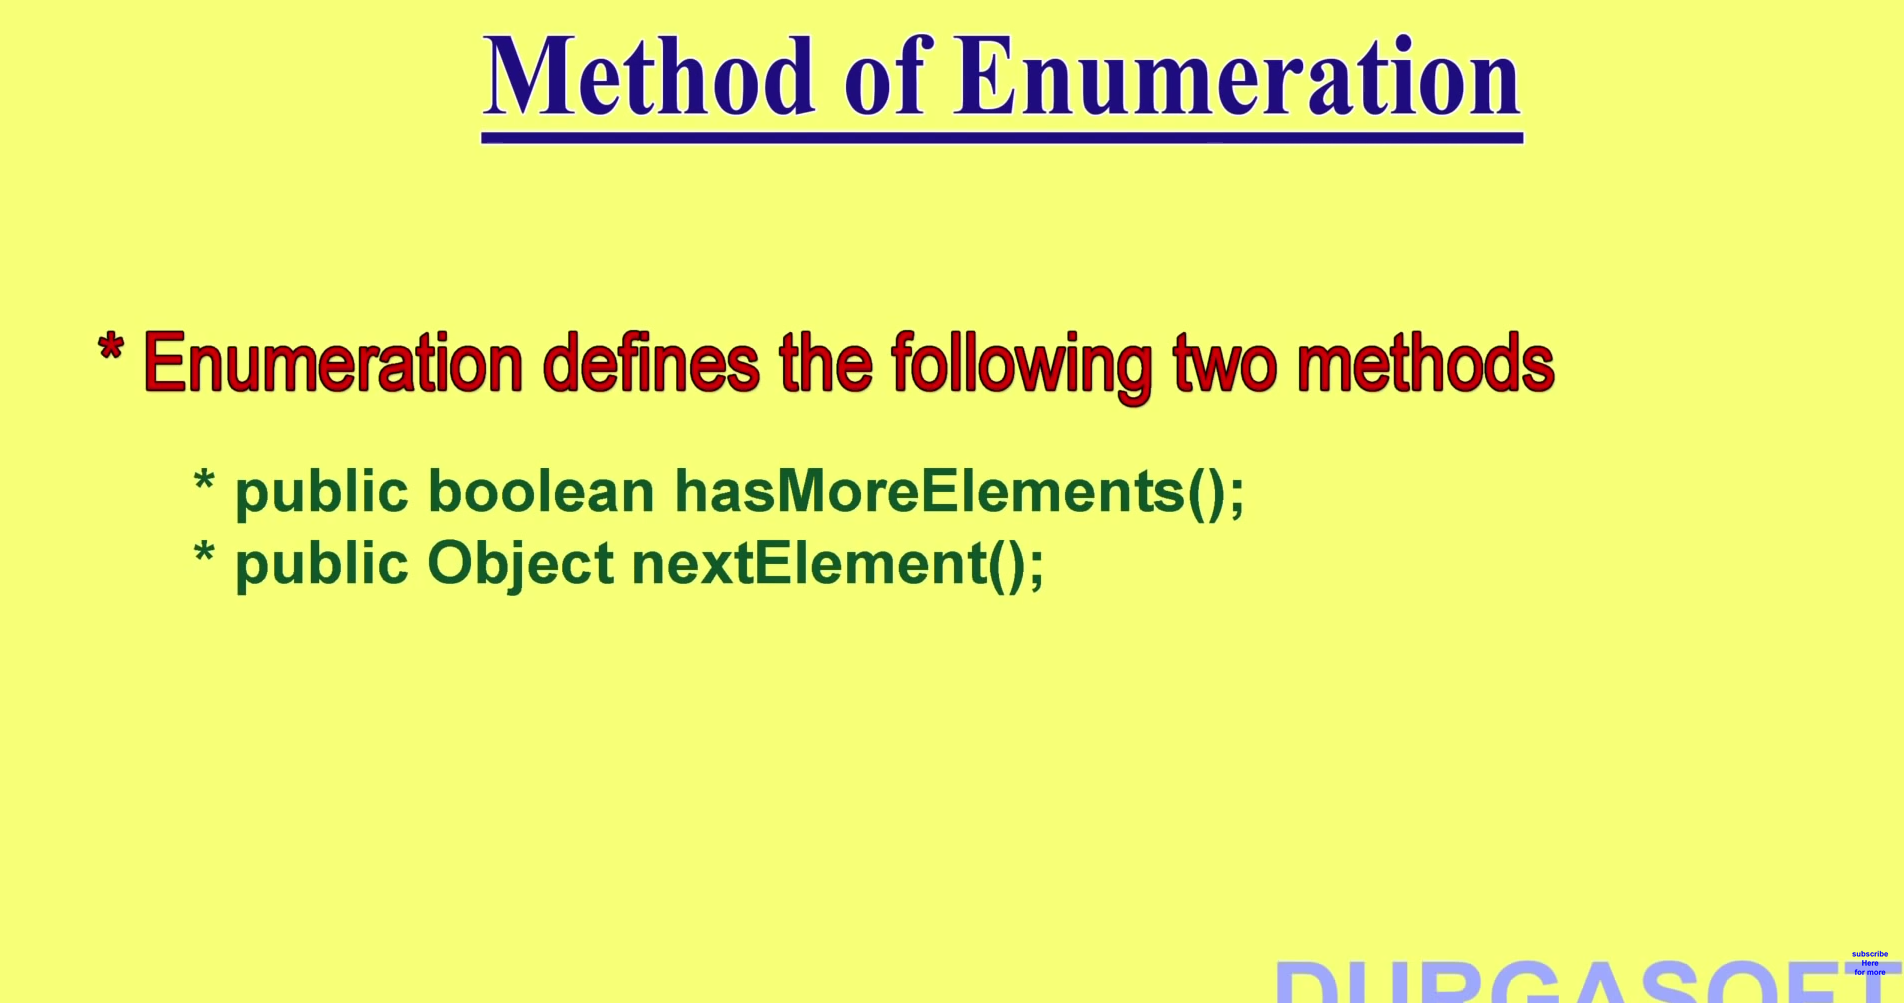 Method of Enumeration
* Enumeration defines the following two methods
* public boolean hasMoreElements();
* public Object nextElement();
DURGASOFT
subscribe
Here
for more